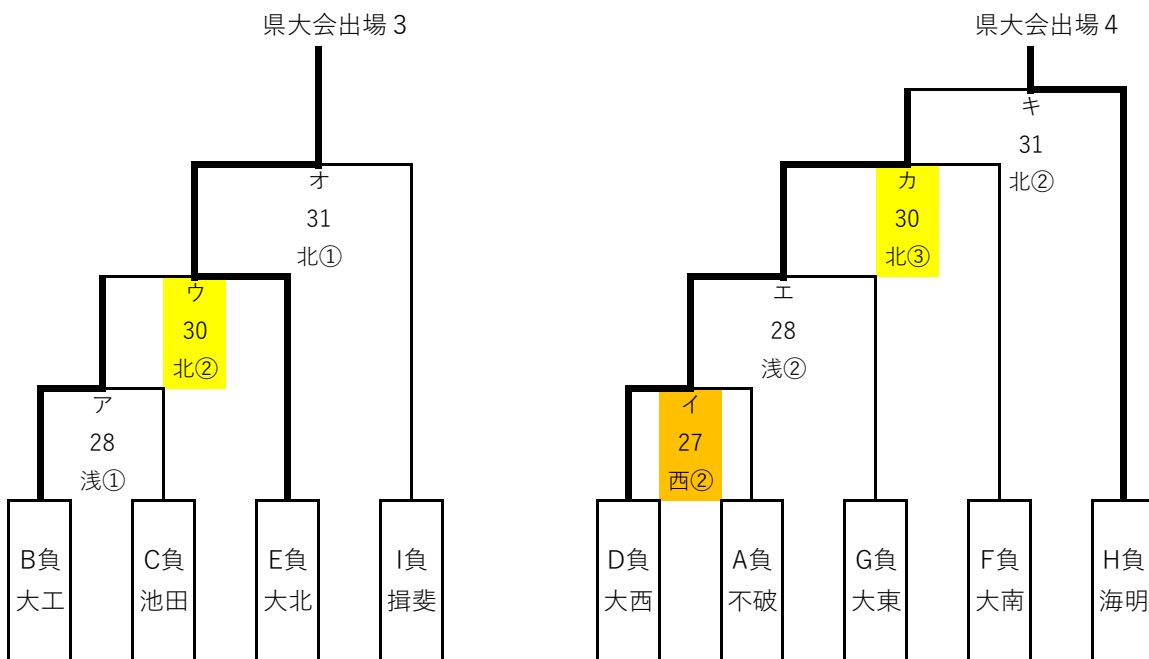 県大会出場3
県大会出場4
キ
31
北②
オ
31
北①
カ
30
北③
ウ
30
北②
エ
28
浅②
ア
28
浅①
イ
27
西②
B負
大工
C負
池田
E負
大北
I負
揖斐
D負
大西
A負
不破
G負
大東
F負
大南
H負
海明